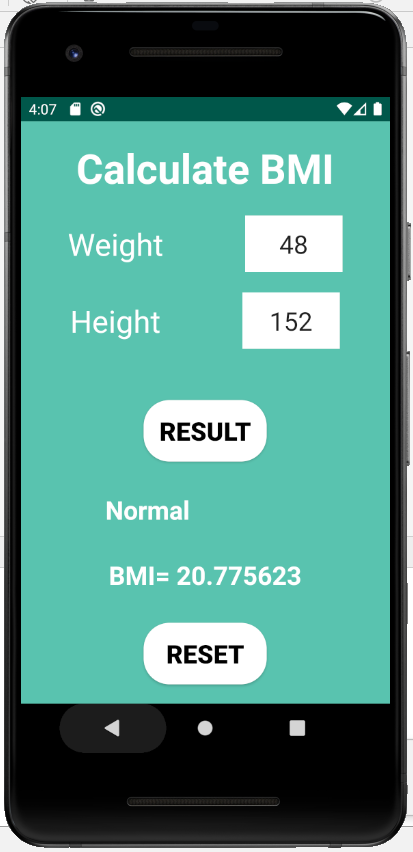 4:07
Calculate BMI
Weight 48
Height 152
RESULT
Normal
BMI= 20.775623
RESET